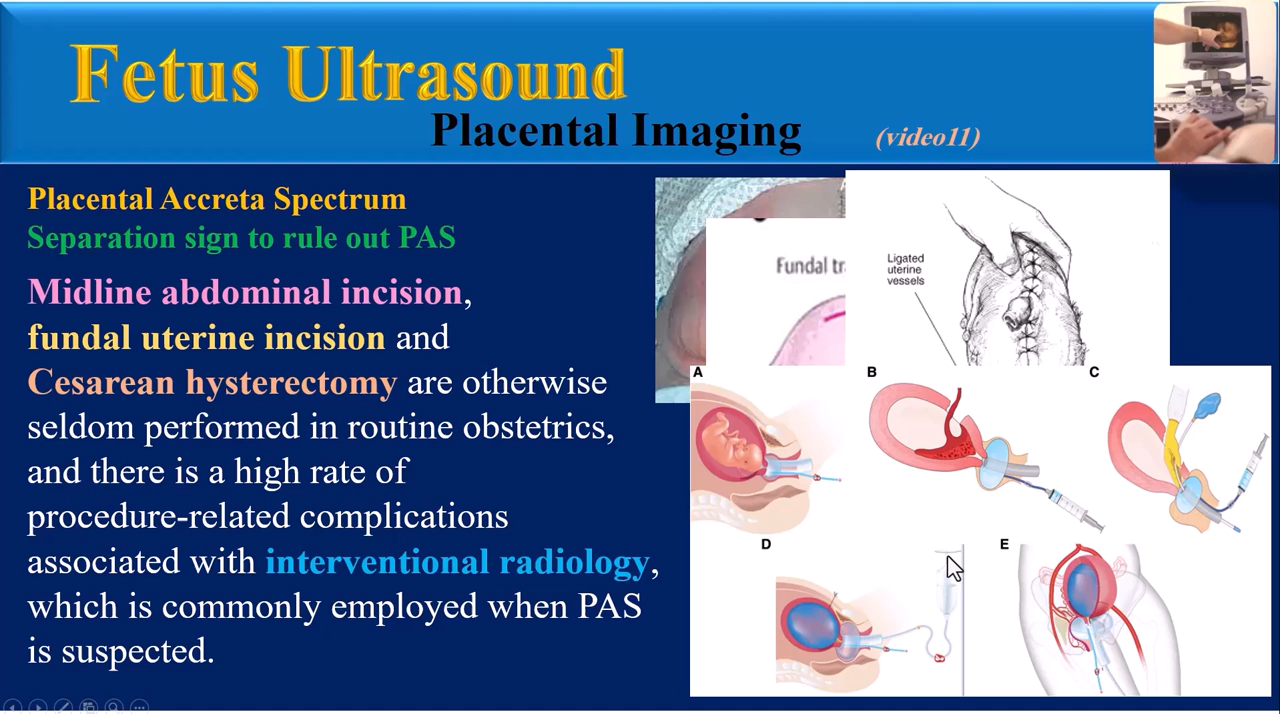 Fetus Ultrasound
Placental Imaging
(video11)
Placental Accreta Spectrum
Separation sign to rule out PAS
Midline abdominal incision,
fundal uterine incision and
Cesarean hysterectomy are otherwise
seldom performed in routine obstetrics,
and there is a high rate of
procedure-related complications
associated with interventional radiology,
which is commonly employed when PAS
is suspected.
Fundal
Ligated
uterine
vessels
A
B
C
D
E